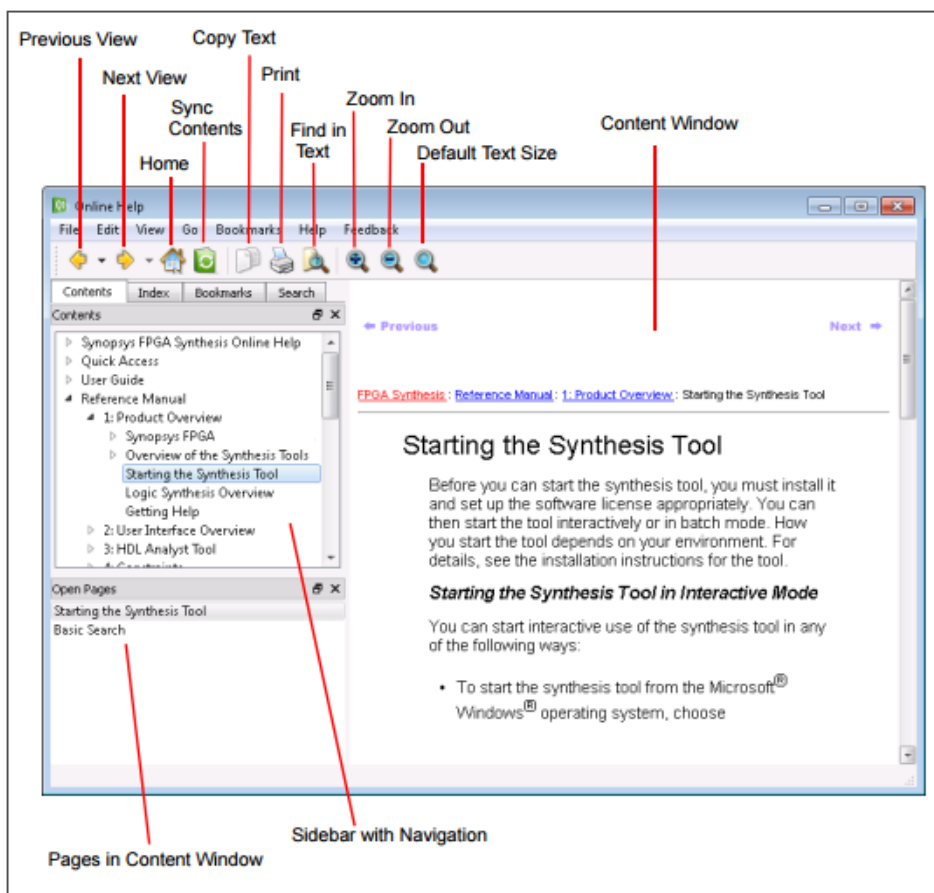 Previous View
Copy Text
Next View
Print
Sync
Contents
Zoom In
Find in
Text
Zoom Out
Content Window
Home
Default Text Size
Online Help
File Edit View Go Bookmarks Help Feedback
Contents Index Bookmarks Search
Contents
Synopsys FPGA Synthesis Online Help
Quick Access
User Guide
Reference Manual
1: Product Overview
Synopsys FPGA
Overview of the Synthesis Tools
Starting the Synthesis Tool
Logic Synthesis Overview
Getting Help
2: User Interface Overview
3: HDL Analyst Tool
4: Constraints
Open Pages
Starting the Synthesis Tool
Basic Search
Previous
Next
FPGA Synthesis : Reference Manual : 1: Product Overview : Starting the Synthesis Tool
Starting the Synthesis Tool
Before you can start the synthesis tool, you must install it
and set up the software license appropriately. You can
then start the tool interactively or in batch mode. How
you start the tool depends on your environment. For
details, see the installation instructions for the tool.
Starting the Synthesis Tool in Interactive Mode
You can start interactive use of the synthesis tool in any
of the following ways:
• To start the synthesis tool from the Microsoft®
Windows® operating system, choose
Sidebar with Navigation
Pages in Content Window